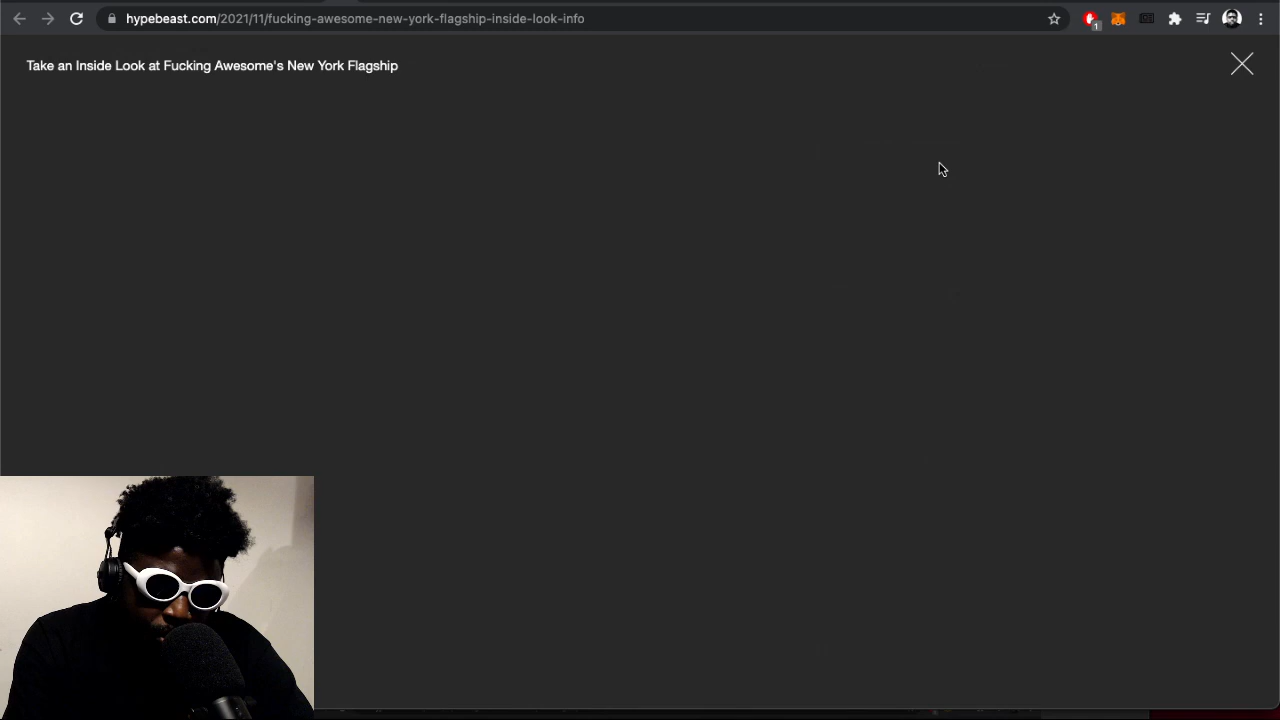 hypebeast.com/2021/11/fucking-awesome-new-york-flagship-inside-look-info
1
Take an Inside Look at Fucking Awesome's New York Flagship